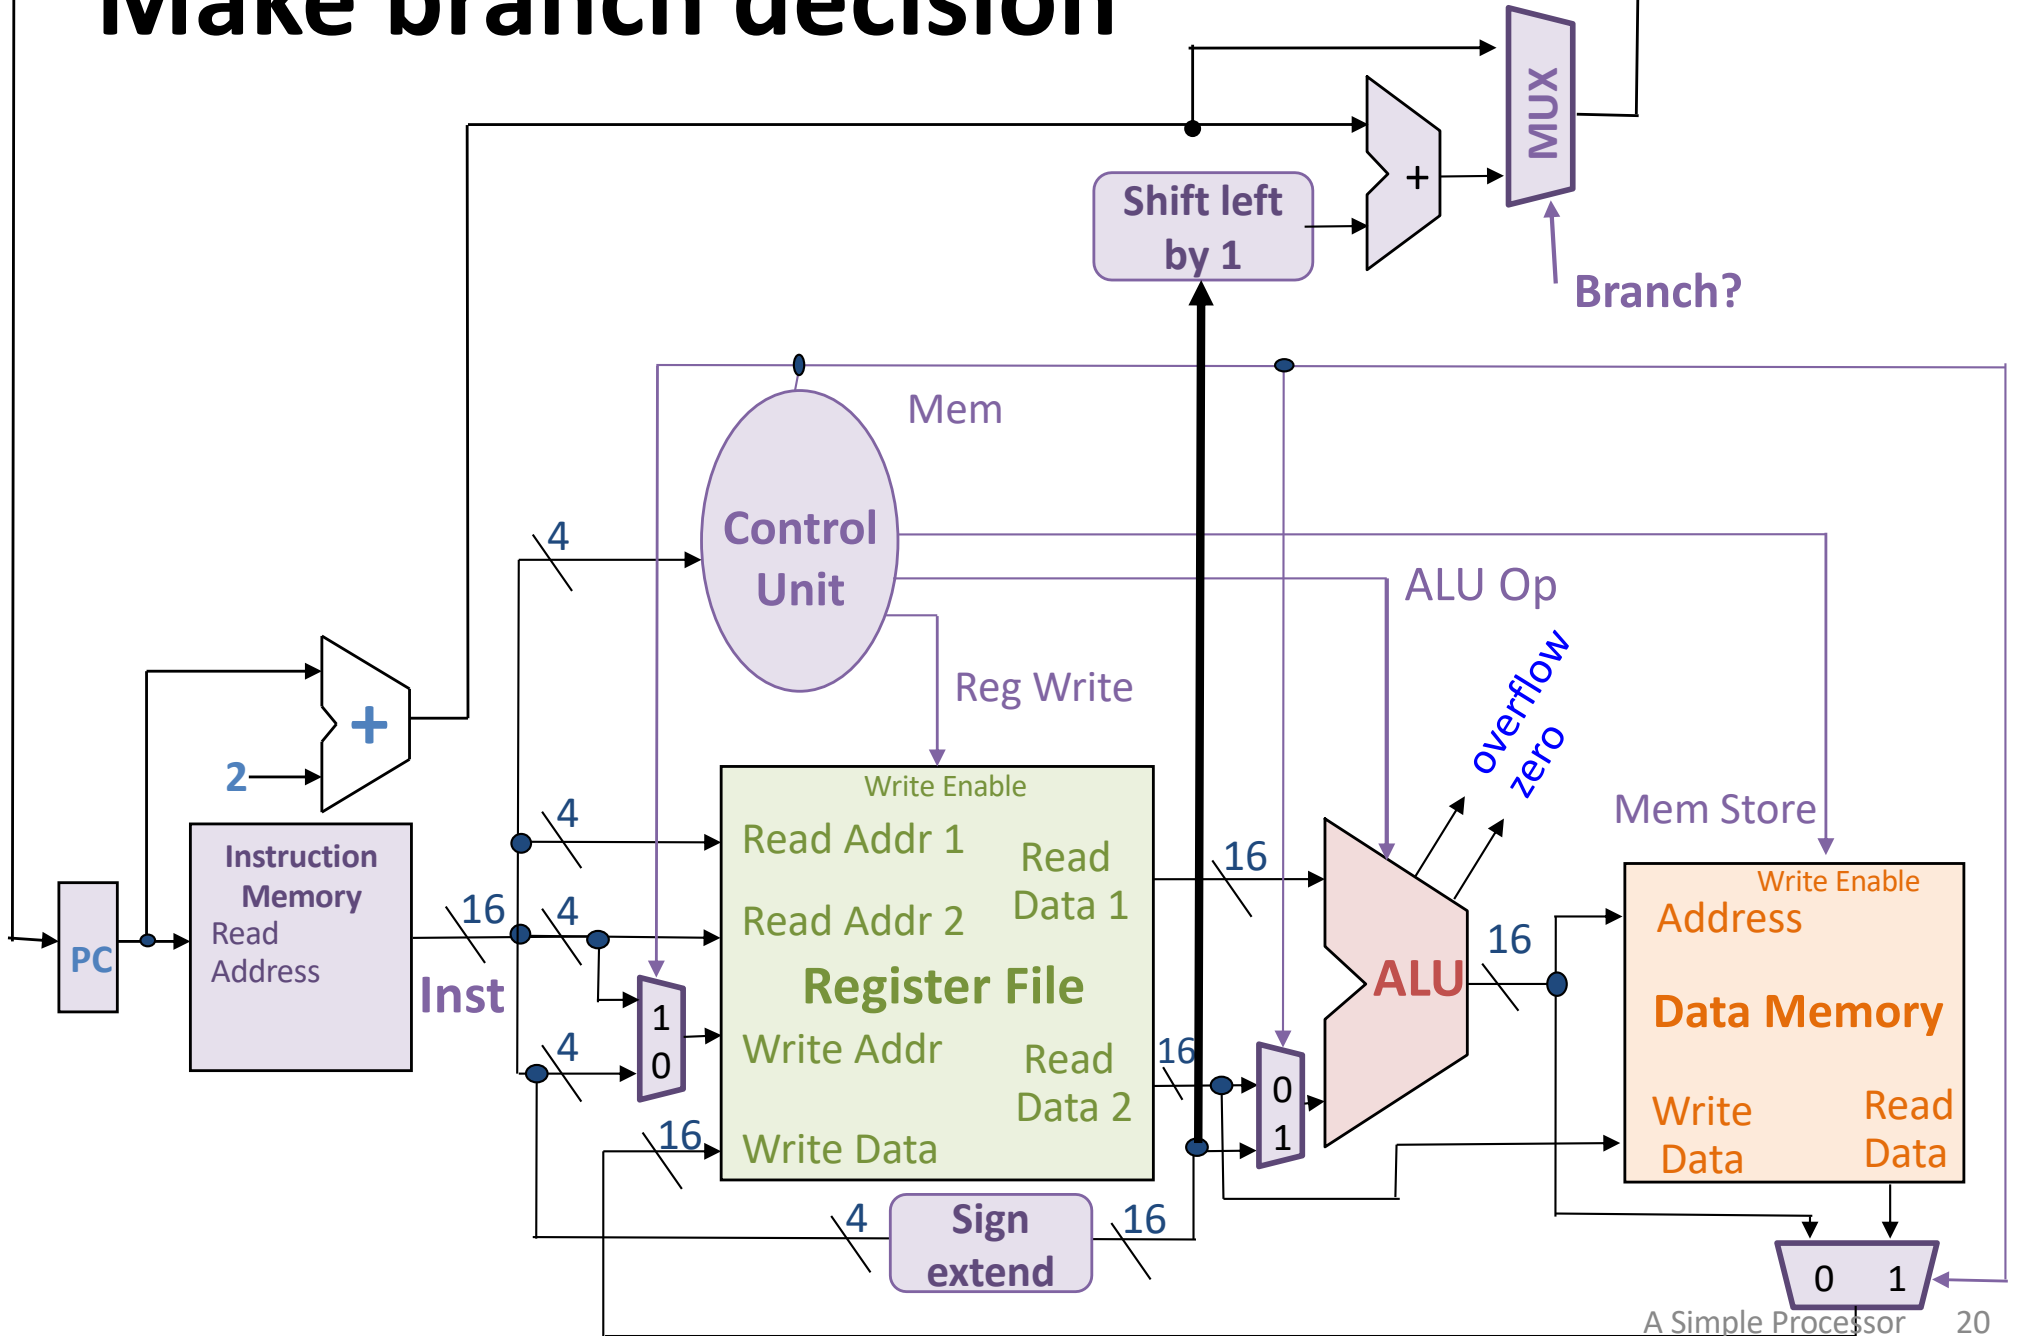 Make branch decision
MUX
+
Shift left
by 1
Branch?
Mem
Control
Unit
4
ALU Op
Reg Write
overflow
zero
+
2
Mem Store
Write Enable
Instruction
Memory
Read
Address
PC
16
Inst
4
4
4
1
0
Read Addr 1
Read
Data 1
Read Addr 2
Register File
Write Addr
Read
Data 2
Write Data
16
16
16
0
1
ALU
16
Write Enable
Address
Data Memory
Write
Data
Read
Data
4
Sign
extend
16
0 1
A Simple Processor 20